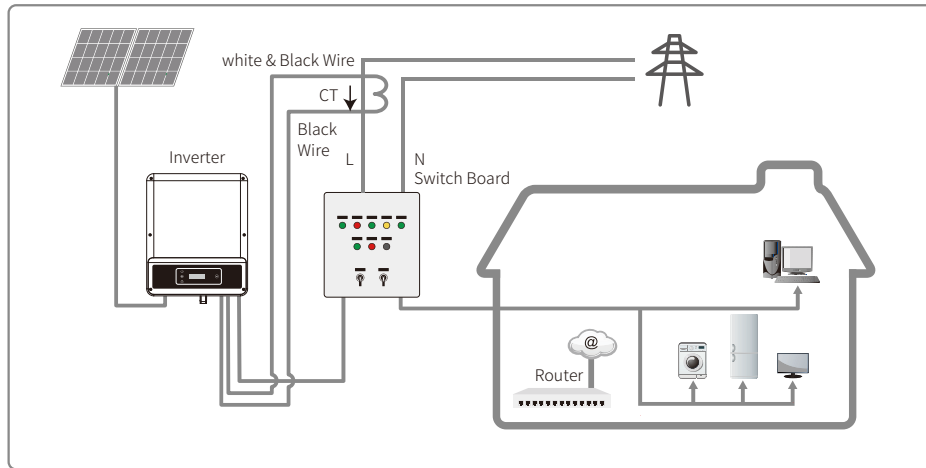 white & Black Wire
CT
Black
Wire
L
N
Switch Board
Inverter
@
Router